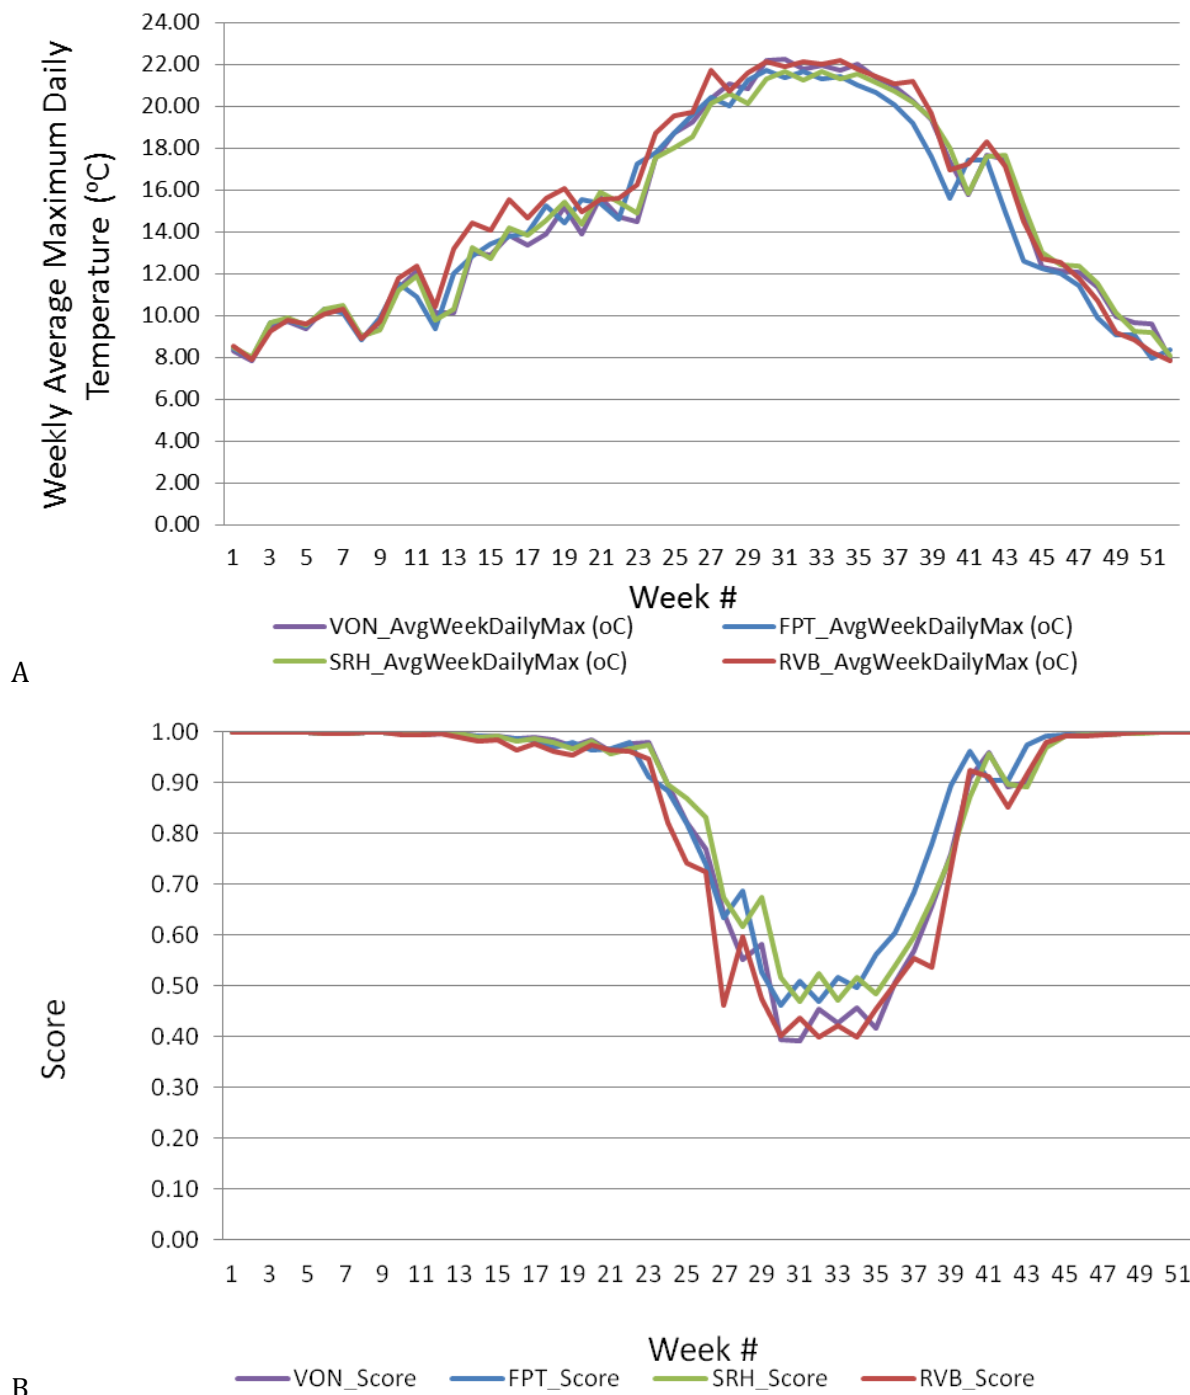 24.00
22.00
20.00
18.00
16.00
14.00
12.00
10.00
8.00
6.00
4.00
2.00
0.00
Weekly Average Maximum Daily
Temperature (ºC)
1 3 5 7 9 11 13 15 17 19 21 23 25 27 29 31 33 35 37 39 41 43 45 47 49 51
Week #
VON_AvgWeekDailyMax (oC) FPT_AvgWeekDailyMax (oC)
SRH_AvgWeekDailyMax (oC) RVB_AvgWeekDailyMax (oC)
A
1.00
0.90
0.80
0.70
0.60
0.50
0.40
0.30
0.20
0.10
0.00
Score
1 3 5 7 9 11 13 15 17 19 21 23 25 27 29 31 33 35 37 39 41 43 45 47 49 51
Week #
VON_Score FPT_Score SRH_Score RVB_Score
B